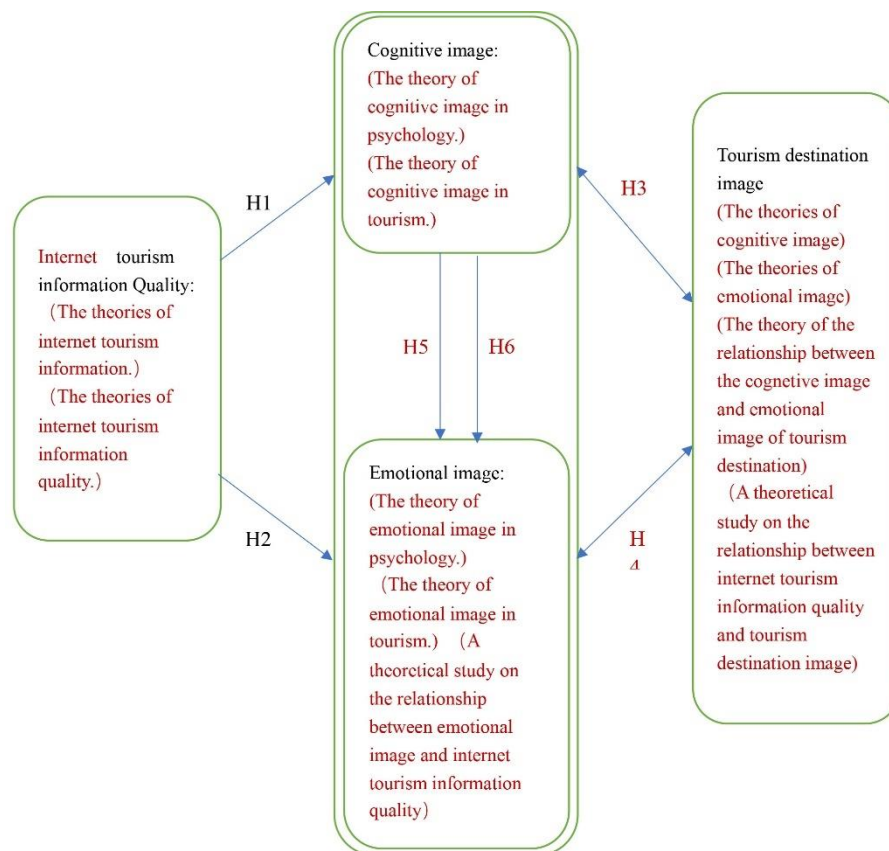 Cognitive image:
(The theory of
cognitive image in
psychology.)
(The theory of
cognitive image in
tourism.)
H1
H3
Internet tourism
information Quality:
（The theories of
internet tourism
information.）
（The theories of
internet tourism
information
quality.）
Tourism destination
image
(The theories of
cognitive image)
(The theories of
emotional image)
(The theory of the
relationship between
the cognetive image
and emotional
image of tourism
destination)
（A theoretical
study on the
relationship between
internet tourism
information quality
and tourism
destination image)
H5
H6
H2
Emotional image:
(The theory of
emotional image in
psychology.)
（The theory of
emotional image in
tourism.） （A
theoretical study on
the relationship
between emotional
image and internet
tourism information
quality）
H
4